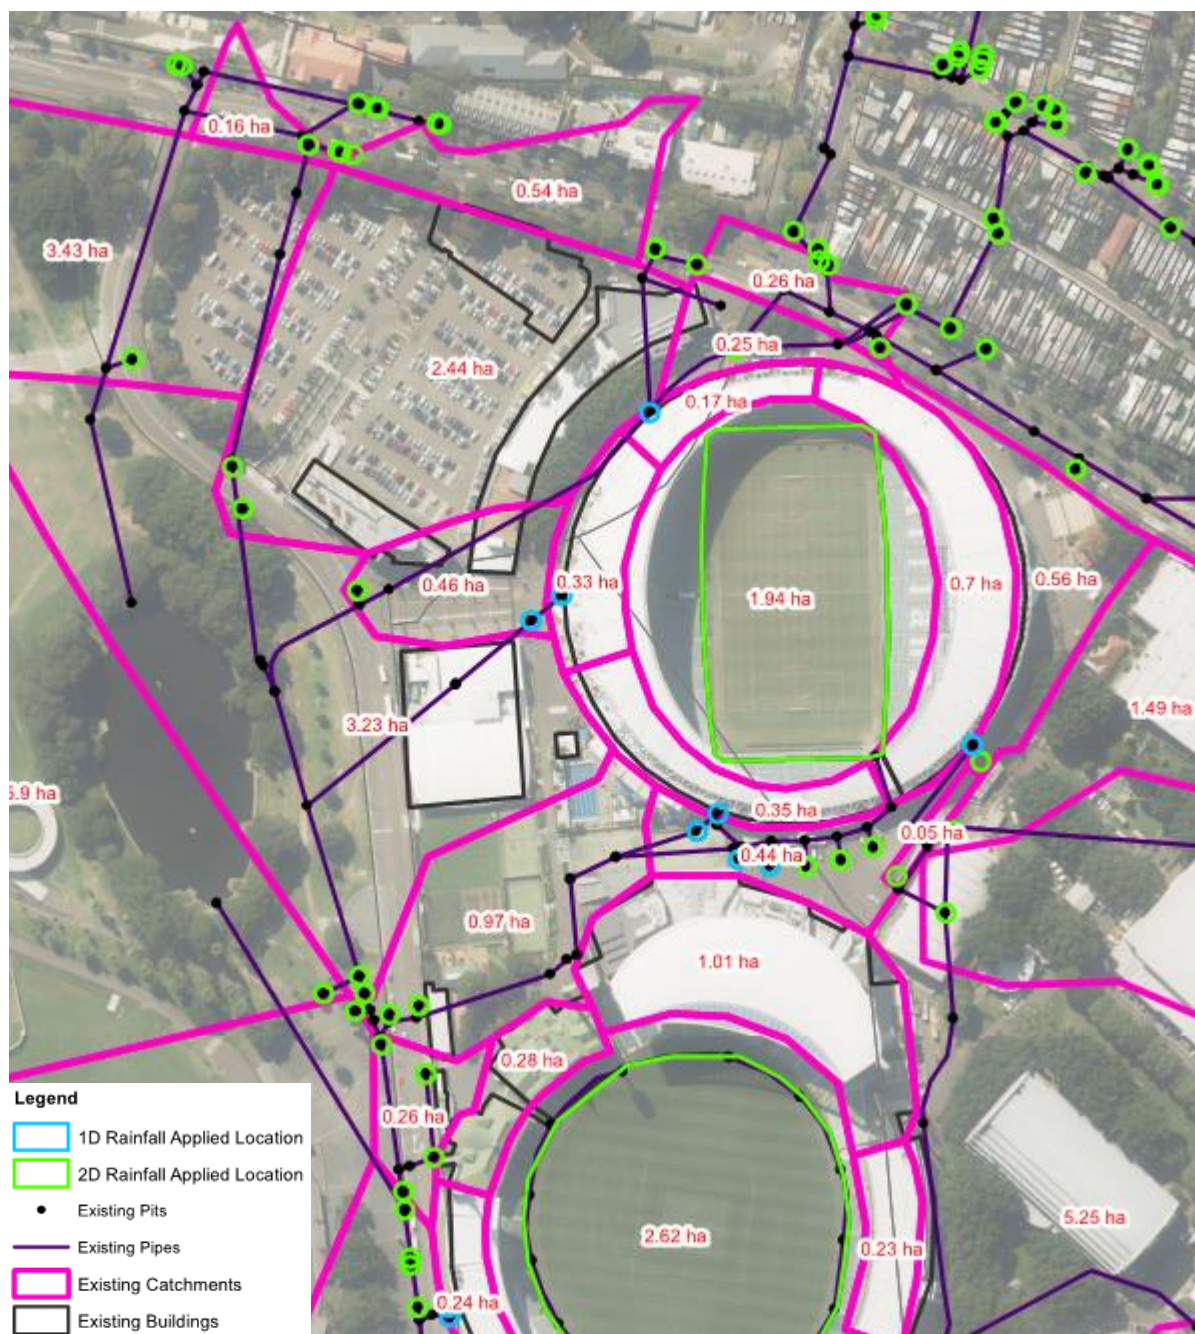 0.16 ha
0.54 ha
3.43 ha
0.26 ha
0.25 ha
2.44 ha
0.17 ha
0.46 ha
0.33 ha
0.7 ha
0.56 ha
1.94 ha
1.49 ha
3.23 ha
5.9 ha
0.35 ha
0.05 ha
0.44 ha
0.97 ha
1.01 ha
0.28 ha
0.26 ha
5.25 ha
2.62 ha
0.23 ha
0.24 ha
Legend
1D Rainfall Applied Location
2D Rainfall Applied Location
Existing Pits
Existing Pipes
Existing Catchments
Existing Buildings